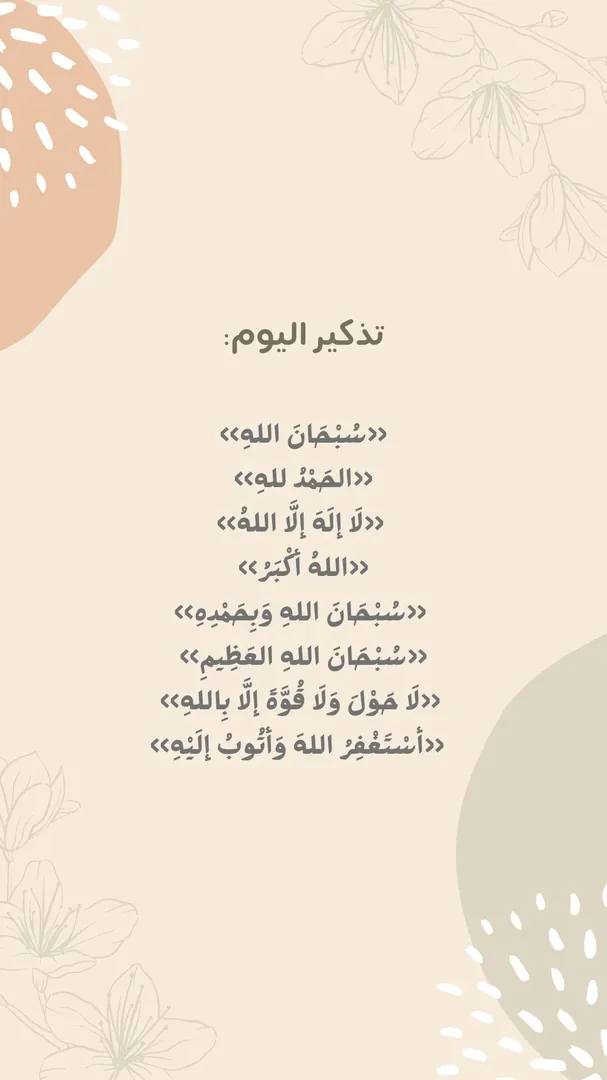 تذكير اليوم:
<<سُبْحَانَ اللهِ>>
<<الحَمْدُ للهِ>>
<<لَا إِلَهَ إِلَّا اللهُ>>
<<اللهُ أَكْبَرُ>>
<<سُبْحَانَ اللهِ وَبِحَمْدِهِ>>
<<سُبْحَانَ اللهِ العَظِيمِ>>
<<لَا حَوْلَ وَلَا قُوَّةَ إِلَّا بِاللهِ>>
<<أَسْتَغْفِرُ اللهَ وَأَتُوبُ إِلَيْهِ>>